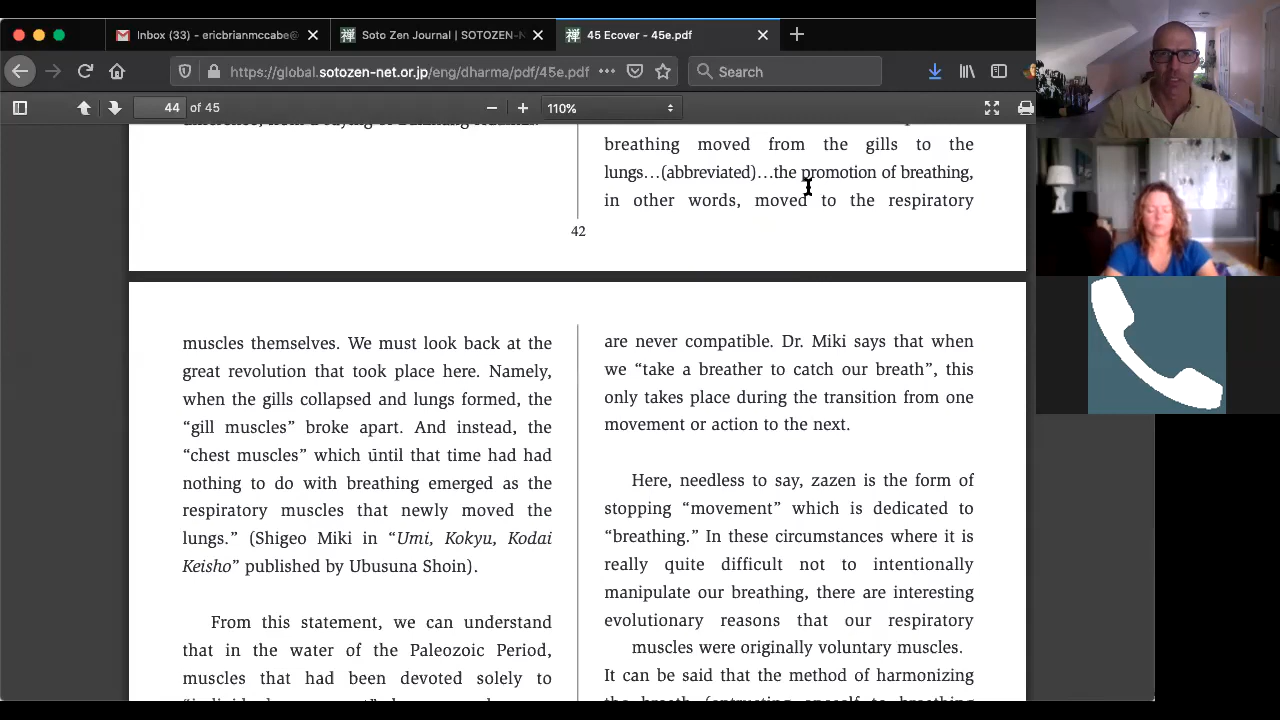 Inbox (33) - ericbrianmccabe@
Soto Zen Journal | SOTOZEN-N
45 Ecover - 45e.pdf
https://global.sotozen-net.or.jp/eng/dharma/pdf/45e.pdf
Search
44 of 45
110%
breathing moved from the gills to the
lungs…(abbreviated)…the promotion of breathing,
in other words, moved to the respiratory
42
muscles themselves. We must look back at the
great revolution that took place here. Namely,
when the gills collapsed and lungs formed, the
“gill muscles” broke apart. And instead, the
“chest muscles” which ūntil that time had had
nothing to do with breathing emerged as the
respiratory muscles that newly moved the
lungs.” (Shigeo Miki in “Umi, Kokyu, Kodai
Keisho” published by Ubusuna Shoin).
From this statement, we can understand
that in the water of the Paleozoic Period,
muscles that had been devoted solely to
are never compatible. Dr. Miki says that when
we “take a breather to catch our breath”, this
only takes place during the transition from one
movement or action to the next.
Here, needless to say, zazen is the form of
stopping “movement” which is dedicated to
“breathing.” In these circumstances where it is
really quite difficult not to intentionally
manipulate our breathing, there are interesting
evolutionary reasons that our respiratory
muscles were originally voluntary muscles.
It can be said that the method of harmonizing